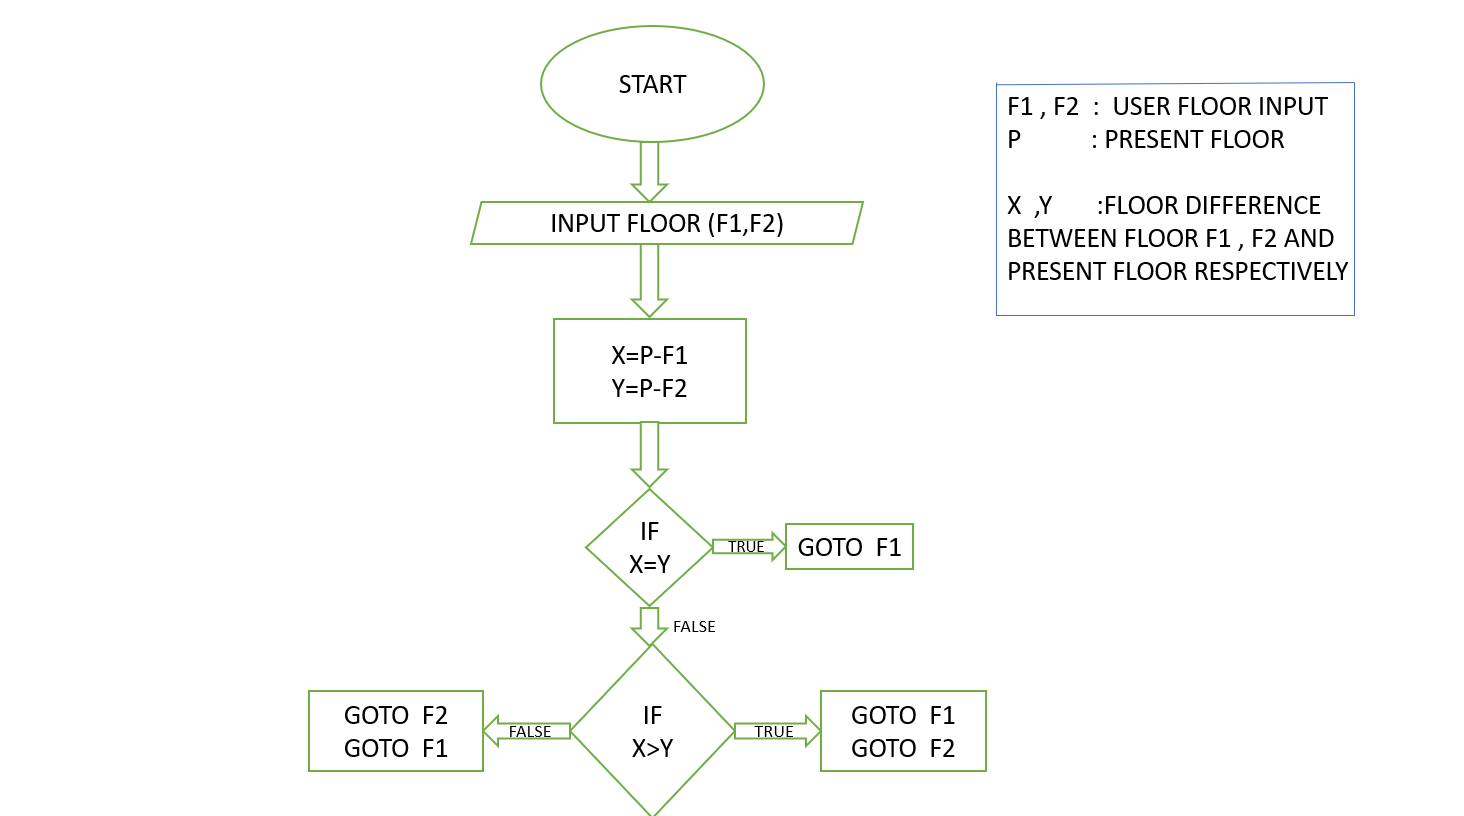 START
INPUT FLOOR (F1,F2)
X=P-F1
Y=P-F2
IF
X=Y
TRUE
GOTO F1
FALSE
IF
X>Y
FALSE
GOTO F2
GOTO F1
TRUE
GOTO F1
GOTO F2
F1 , F2 : USER FLOOR INPUT
P : PRESENT FLOOR
X ,Y :FLOOR DIFFERENCE
BETWEEN FLOOR F1 , F2 AND
PRESENT FLOOR RESPECTIVELY